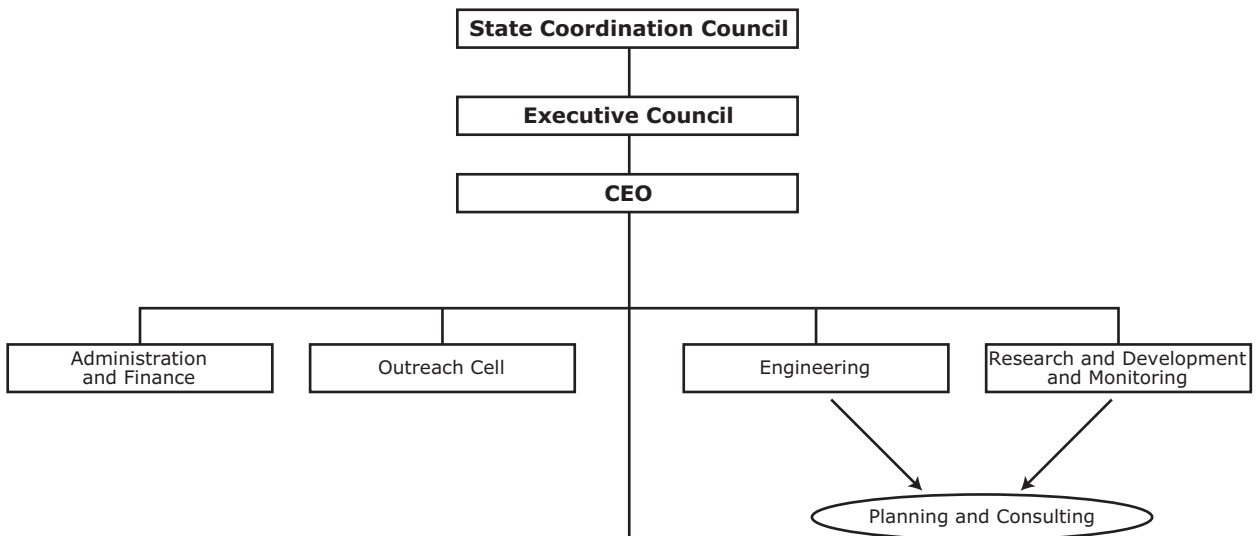 State Coordination Council
Executive Council
CEO
Administration
and Finance
Outreach Cell
Engineering
Research and Development
and Monitoring
Planning and Consulting